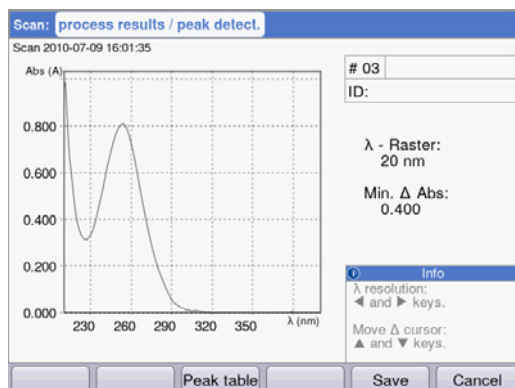 Scan: process results / peak detect.
Scan 2010-07-09 16:01:35
Abs (A)
0.800
0.600
0.400
0.200
0.000
230 260 290 320 350 λ (nm)
# 03
ID:
λ - Raster:
20 nm
Min. Δ Abs:
0.400
Info
λ resolution:
◀ and ▶ keys.
Move Δ cursor:
▲ and ▼ keys.
Peak table Save Cancel